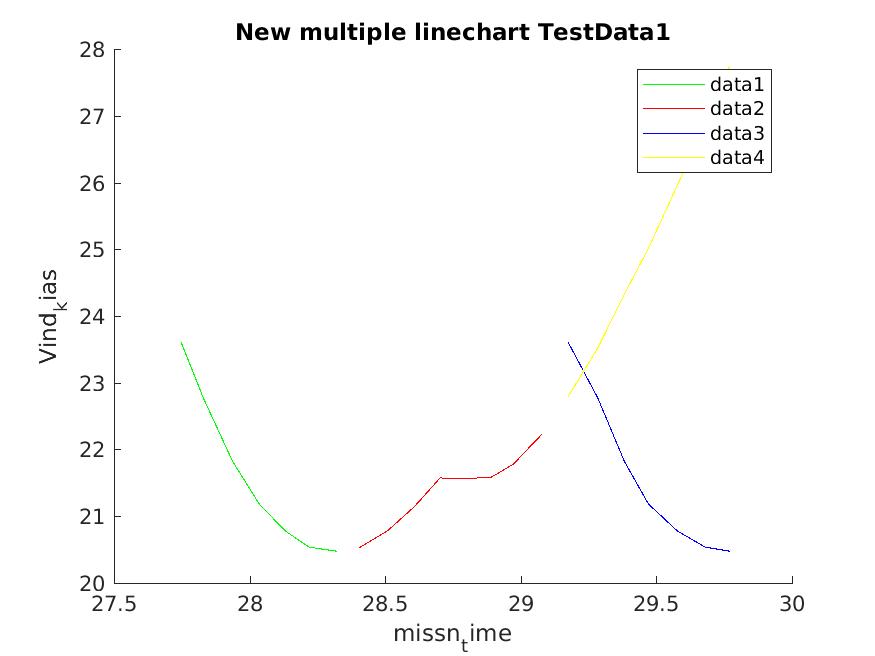 New multiple linechart TestData1
28
27
26
25
24
23
22
21
20
Vind_kias
data1
data2
data3
data4
27.5 28 28.5 29 29.5 30
missn_time